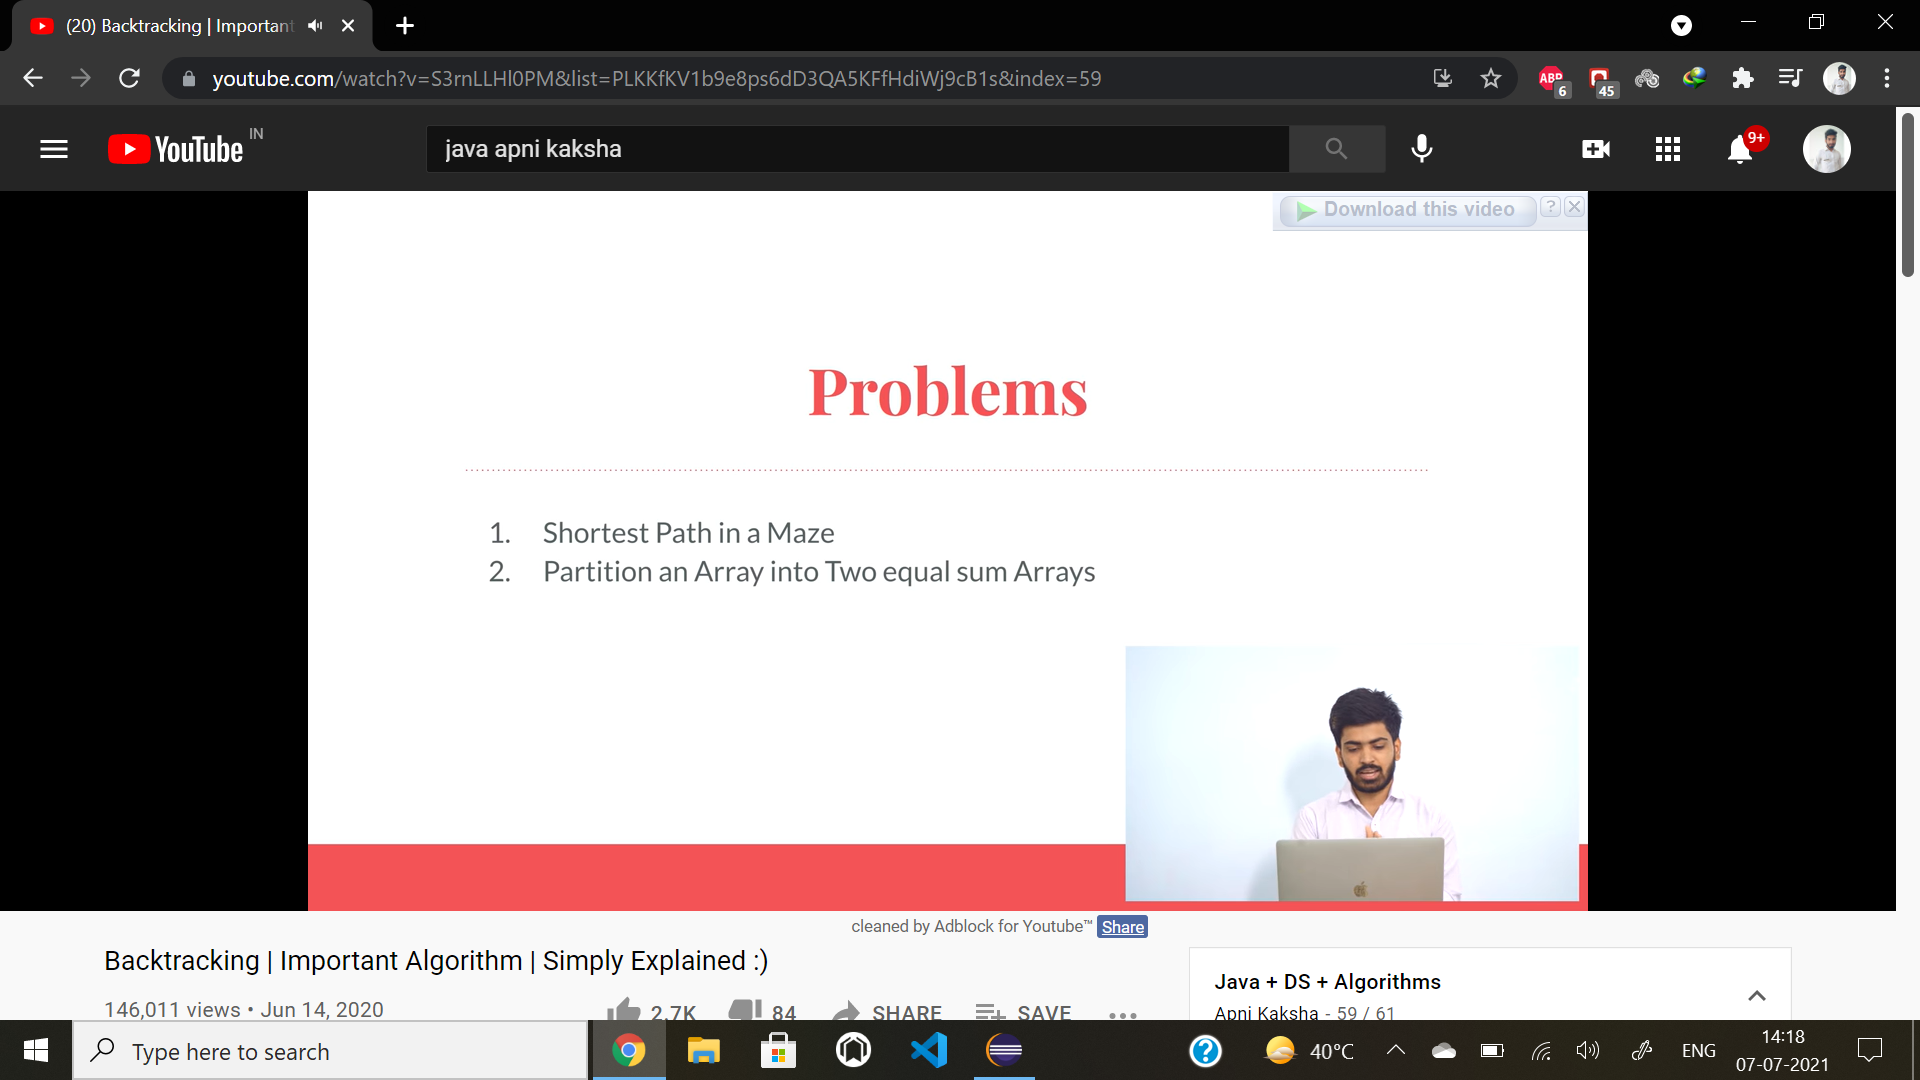 (20) Backtracking | Important
youtube.com/watch?v=S3rnLLHl0PM&list=PLKKfKV1b9e8ps6dD3QA5KFfHdiWj9cB1s&index=59
ABP
6
45
YouTube IN
java apni kaksha
9+
Download this video
?
Problems
1. Shortest Path in a Maze
2. Partition an Array into Two equal sum Arrays
cleaned by Adblock for Youtube™ Share
Backtracking | Important Algorithm | Simply Explained :)
146,011 views • Jun 14, 2020
2.7K
84
SHARE
SAVE
Java + DS + Algorithms
Apni Kaksha - 59 / 61
Type here to search
?
40°C
ENG
14:18
07-07-2021